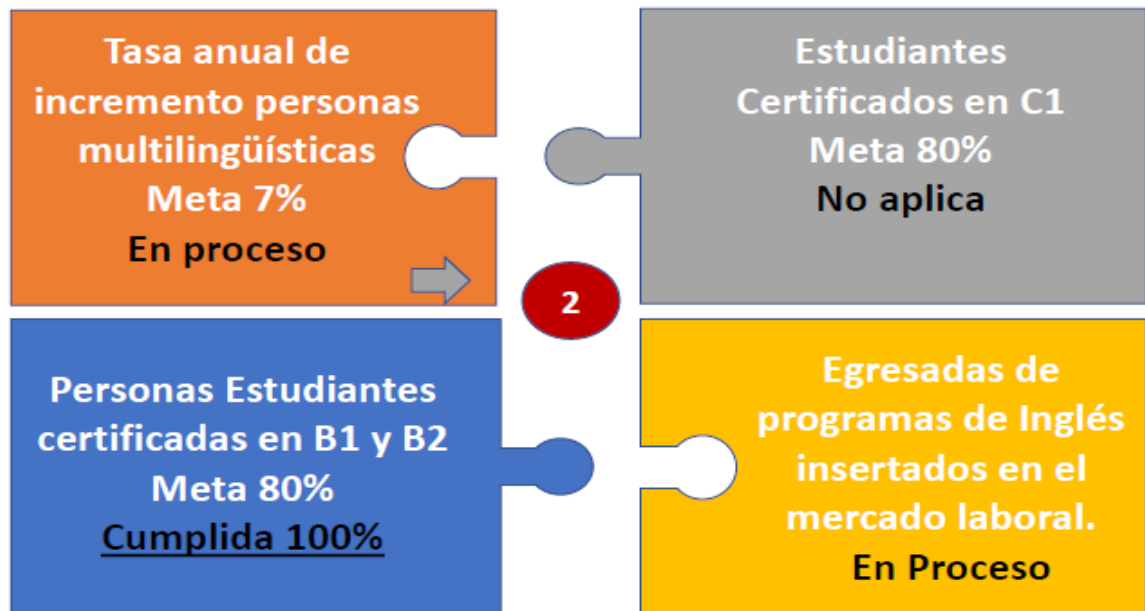 Tasa anual de
incremento personas
multilingüísticas
Meta 7%
En proceso
Estudiantes
Certificados en C1
Meta 80%
No aplica
2
Personas Estudiantes
certificadas en B1 y B2
Meta 80%
Cumplida 100%
Egresadas de
programas de Inglés
insertados en el
mercado laboral.
En Proceso